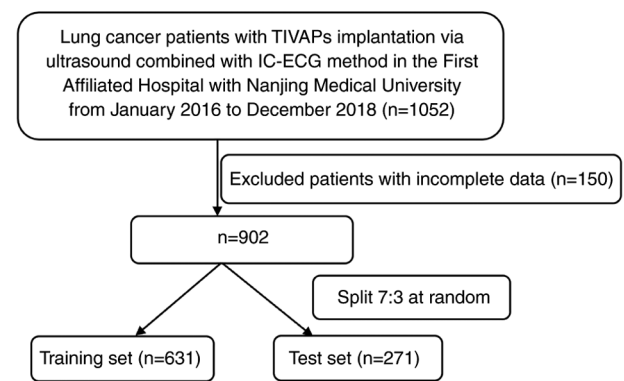 Lung cancer patients with TIVAPs implantation via
ultrasound combined with IC-ECG method in the First
Affiliated Hospital with Nanjing Medical University
from January 2016 to December 2018 (n=1052)
Excluded patients with incomplete data (n=150)
n=902
Split 7:3 at random
Training set (n=631)
Test set (n=271)